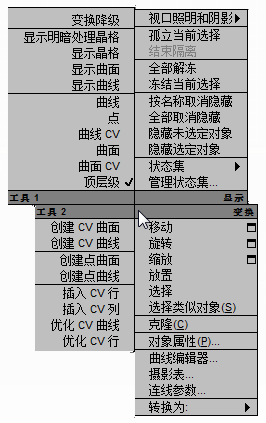 变换降级
显示明暗处理晶格
显示晶格
显示曲面
显示曲线
曲线
点
曲线 CV
曲面
曲面 CV
顶层级
工具 1
视口照明和阴影
孤立当前选择
结束隔离
全部解冻
冻结当前选择
按名称取消隐藏
全部取消隐藏
隐藏未选定对象
隐藏选定对象
状态集
管理状态集...
显示
工具 2
创建 CV 曲面
创建 CV 曲线
创建点曲面
创建点曲线
插入 CV 行
插入 CV 列
优化 CV 曲线
优化 CV 行
变换
移动
旋转
缩放
放置
选择
选择类似对象(S)
克隆(C)
对象属性(P)...
曲线编辑器...
摄影表...
连线参数...
转换为: